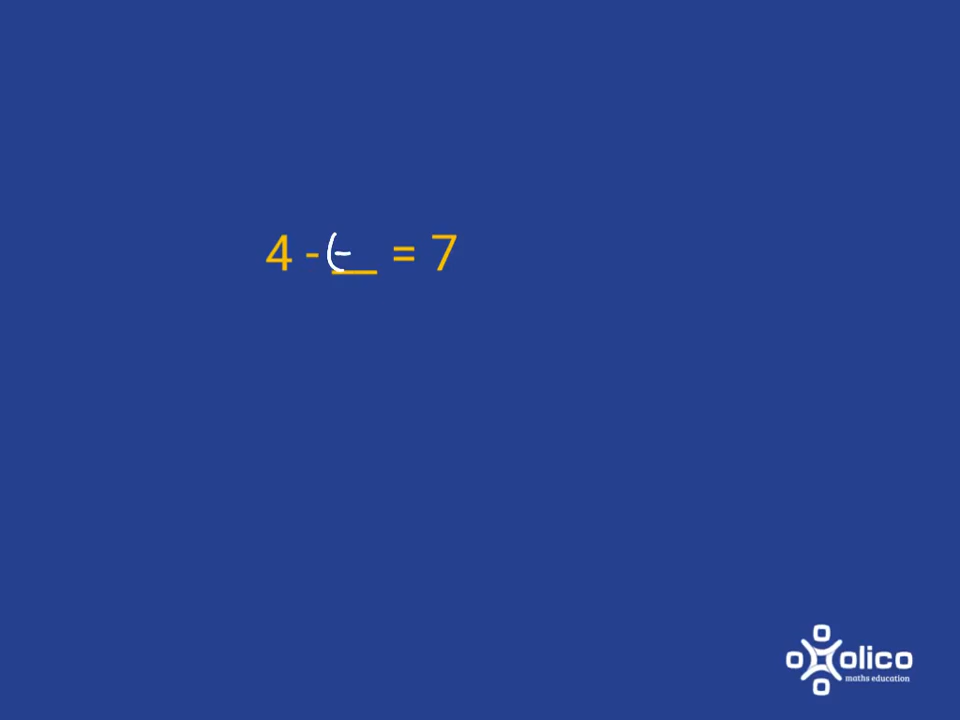 4 - (-__ = 7
olico
maths education